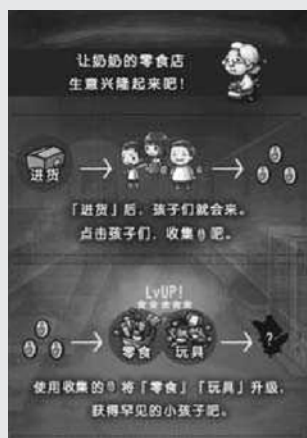 让奶奶的零食店
生意兴隆起来吧！
进货
「进货」后，孩子们就会来。
点击孩子们，收集 吧。
LvUP!
零食 玩具 ?
使用收集的 将「零食」「玩具」升级，
获得罕见的小孩子吧。